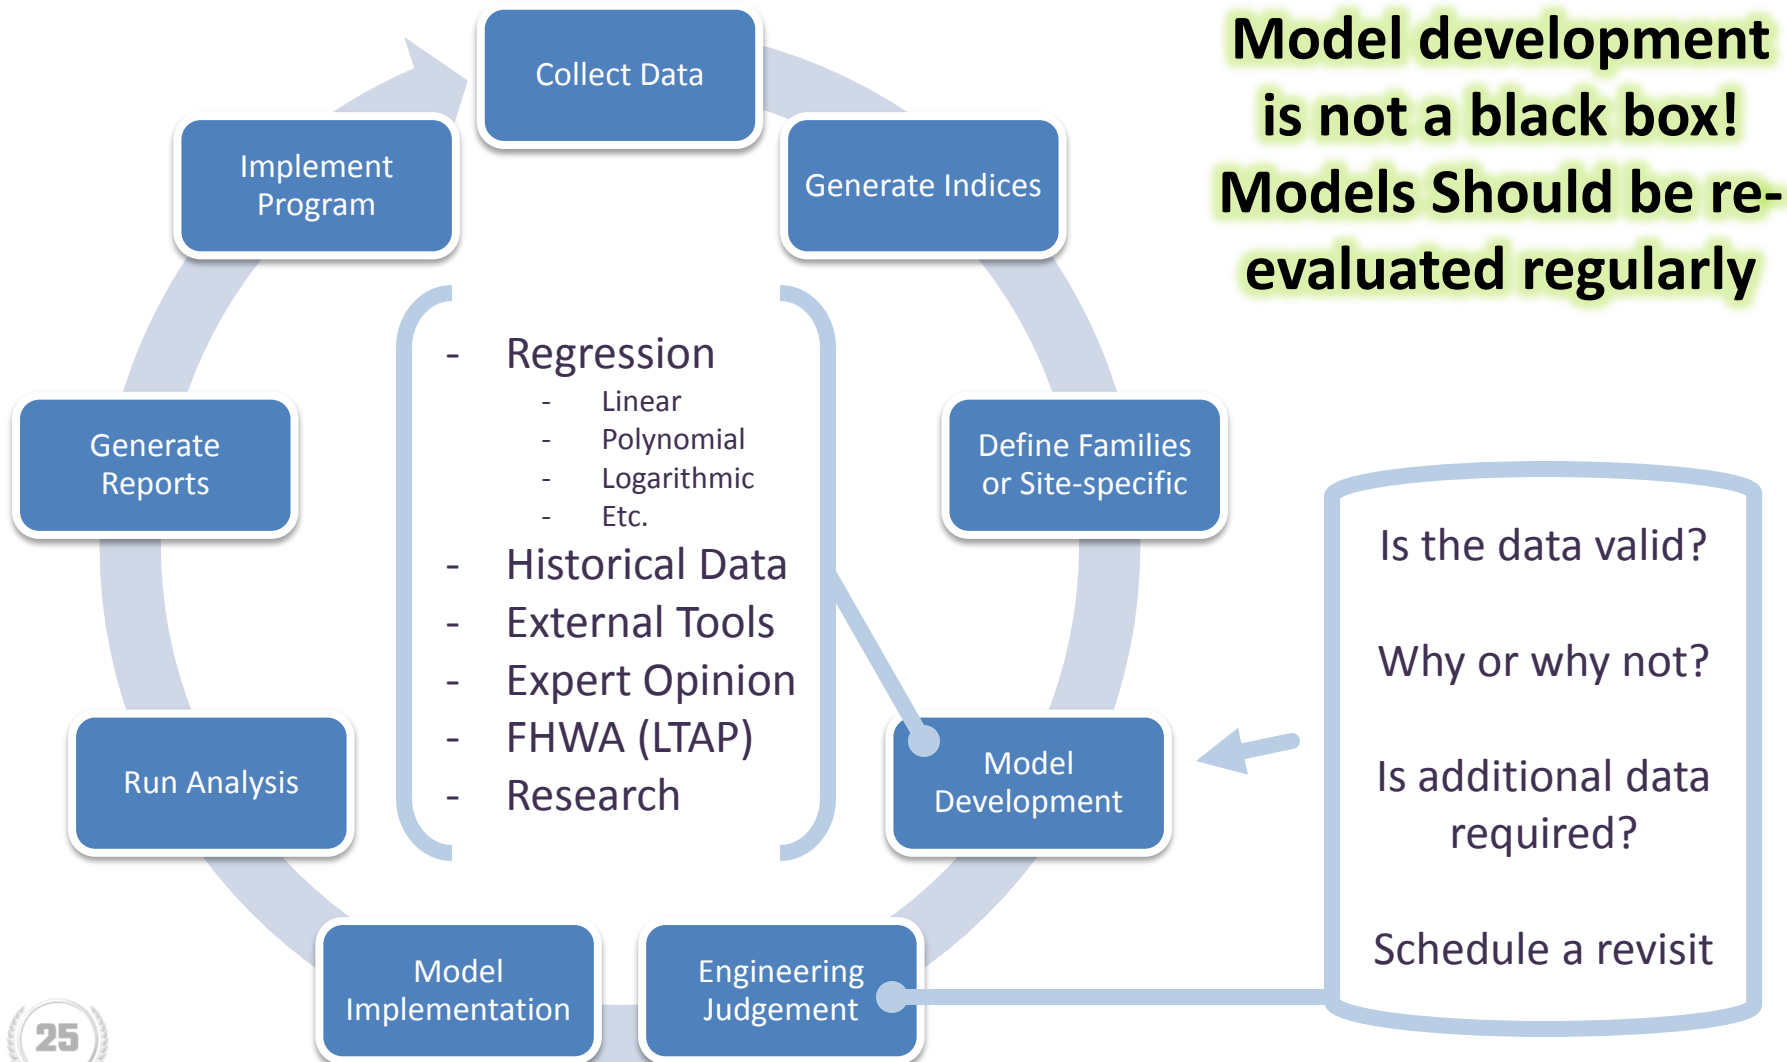 Model development
is not a black box!
Models Should be re-
evaluated regularly
Collect Data
Generate Indices
Define Families
or Site-specific
Model
Development
Engineering
Judgement
Model
Implementation
Run Analysis
Generate
Reports
Implement
Program
- Regression
- Linear
- Polynomial
- Logarithmic
- Etc.
- Historical Data
- External Tools
- Expert Opinion
- FHWA (LTAP)
- Research
Is the data valid?
Why or why not?
Is additional data
required?
Schedule a revisit
25